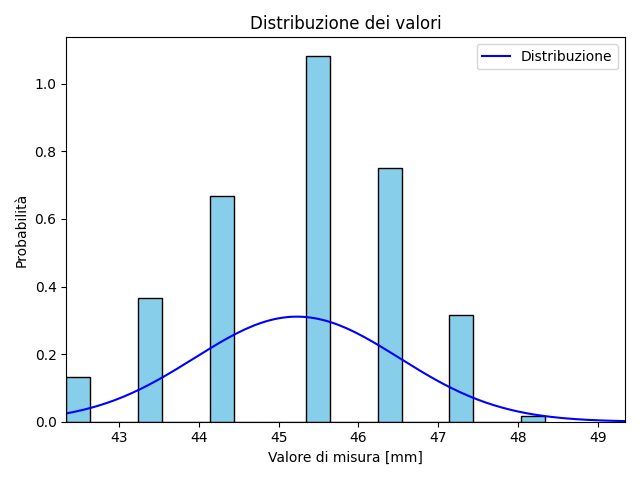 Distribuzione dei valori
Distribuzione
1.0
0.8
0.6
0.4
0.2
0.0
Probabilità
43 44 45 46 47 48 49
Valore di misura [mm]